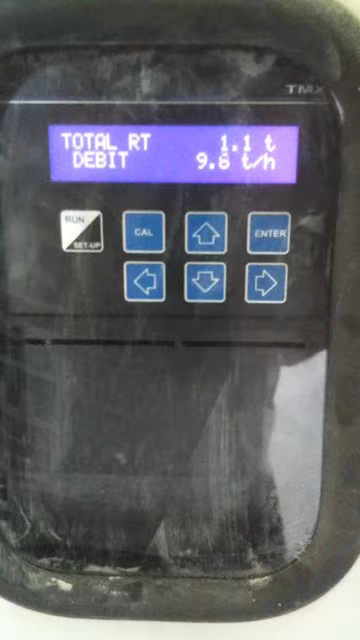 TMX
TOTAL RT 1.1 t
DEBIT 9.8 t/h
RUN
SET-UP
CAL
ENTER